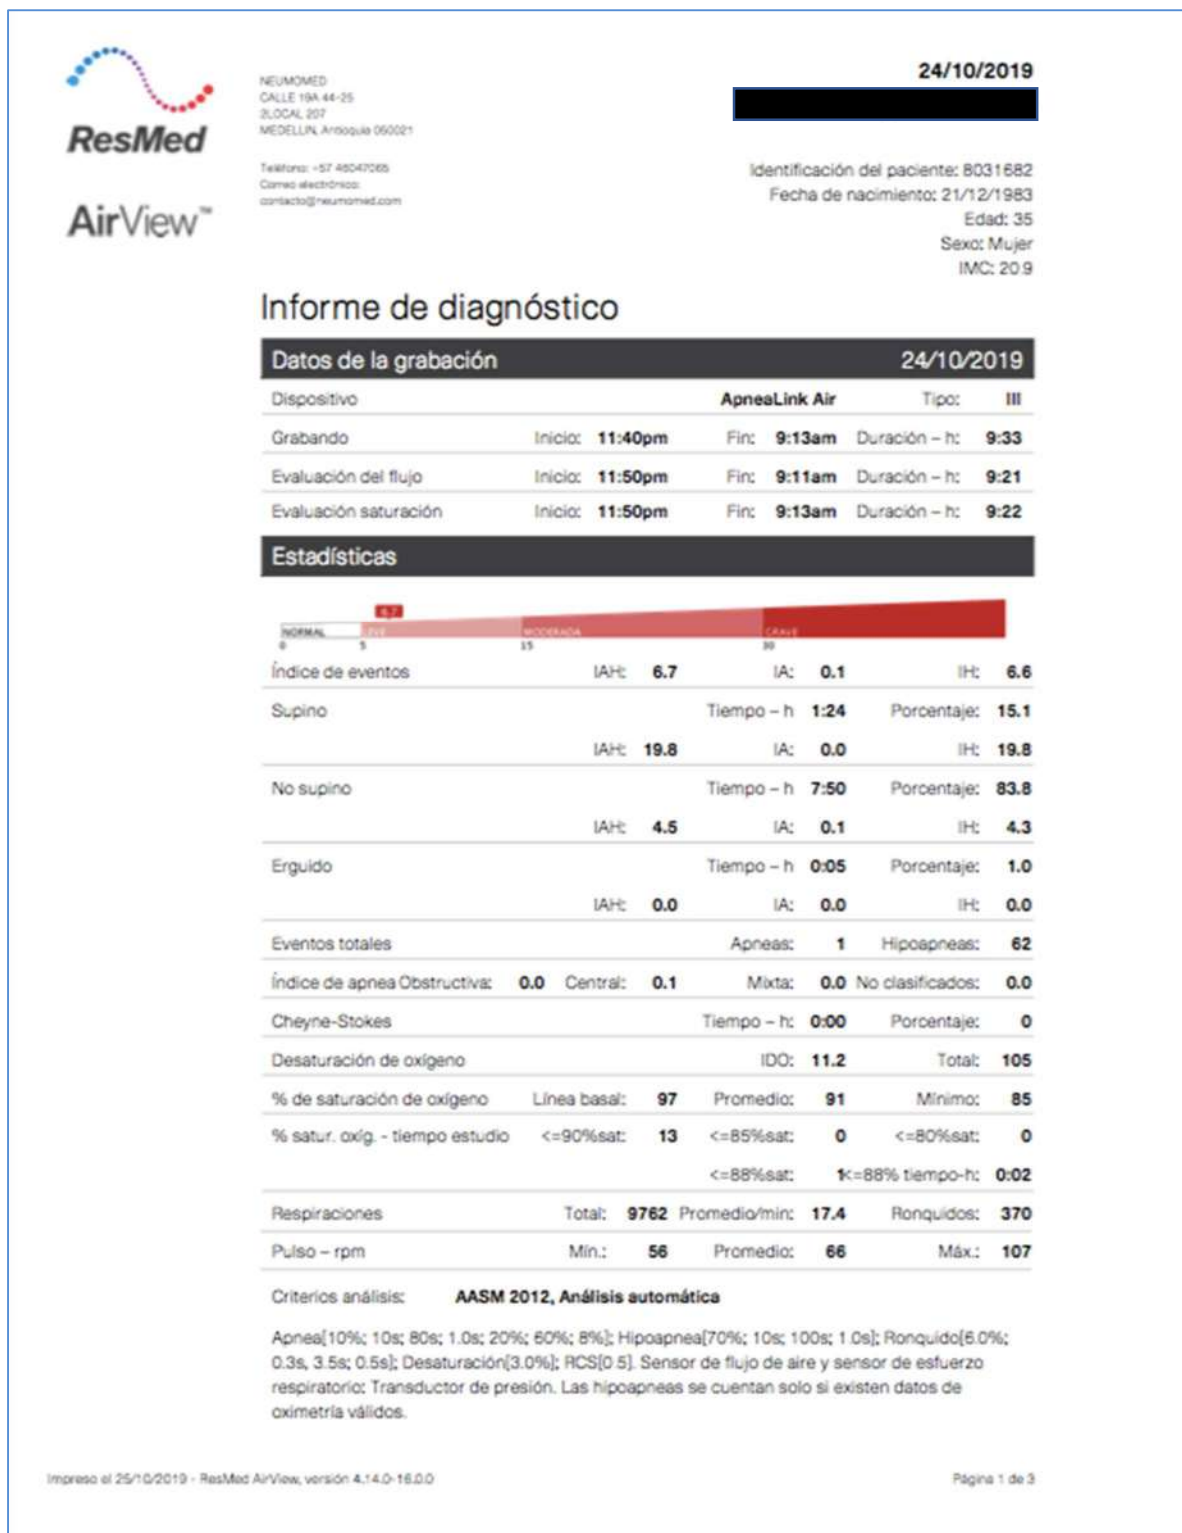 ResMed
AirView™
NEUMOMED
CALLE 19A 44-25
2LOCAL 207
MEDELLIN, Antioquia 050021
Teléfono: +57 46047065
Correo electrónico:
contacto@neumomed.com
24/10/2019
Identificación del paciente: 8031682
Fecha de nacimiento: 21/12/1983
Edad: 35
Sexo: Mujer
IMC: 20.9
Informe de diagnóstico
Datos de la grabación 24/10/2019
Dispositivo ApneaLink Air Tipo: III
Grabando Inicio: 11:40pm Fin: 9:13am Duración – h: 9:33
Evaluación del flujo Inicio: 11:50pm Fin: 9:11am Duración – h: 9:21
Evaluación saturación Inicio: 11:50pm Fin: 9:13am Duración – h: 9:22
Estadísticas
6.7
NORMAL LEVE MODERADA GRAVE
0 5 15 30
Índice de eventos IAH: 6.7 IA: 0.1 IH: 6.6
Supino Tiempo – h 1:24 Porcentaje: 15.1
IAH: 19.8 IA: 0.0 IH: 19.8
No supino Tiempo – h 7:50 Porcentaje: 83.8
IAH: 4.5 IA: 0.1 IH: 4.3
Erguido Tiempo – h 0:05 Porcentaje: 1.0
IAH: 0.0 IA: 0.0 IH: 0.0
Eventos totales Apneas: 1 Hipoapneas: 62
Índice de apnea Obstructiva: 0.0 Central: 0.1 Mixta: 0.0 No clasificados: 0.0
Cheyne-Stokes Tiempo – h: 0:00 Porcentaje: 0
Desaturación de oxígeno IDO: 11.2 Total: 105
% de saturación de oxígeno Línea basal: 97 Promedio: 91 Mínimo: 85
% satur. oxíg. - tiempo estudio <=90%sat: 13 <=85%sat: 0 <=80%sat: 0
<=88%sat: 1 <=88% tiempo-h: 0:02
Respiraciones Total: 9762 Promedio/min: 17.4 Ronquidos: 370
Pulso – rpm Mín.: 56 Promedio: 66 Máx.: 107
Criterios análisis: AASM 2012, Análisis automática
Apnea[10%; 10s; 80s; 1.0s; 20%; 60%; 8%]; Hipoapnea[70%; 10s; 100s; 1.0s]; Ronquido[6.0%;
0.3s, 3.5s; 0.5s]; Desaturación[3.0%]; RCS[0.5]. Sensor de flujo de aire y sensor de esfuerzo
respiratorio: Transductor de presión. Las hipoapneas se cuentan solo si existen datos de
oximetría válidos.
Impreso el 25/10/2019 - ResMed AirView, versión 4.14.0-16.0.0
Página 1 de 3